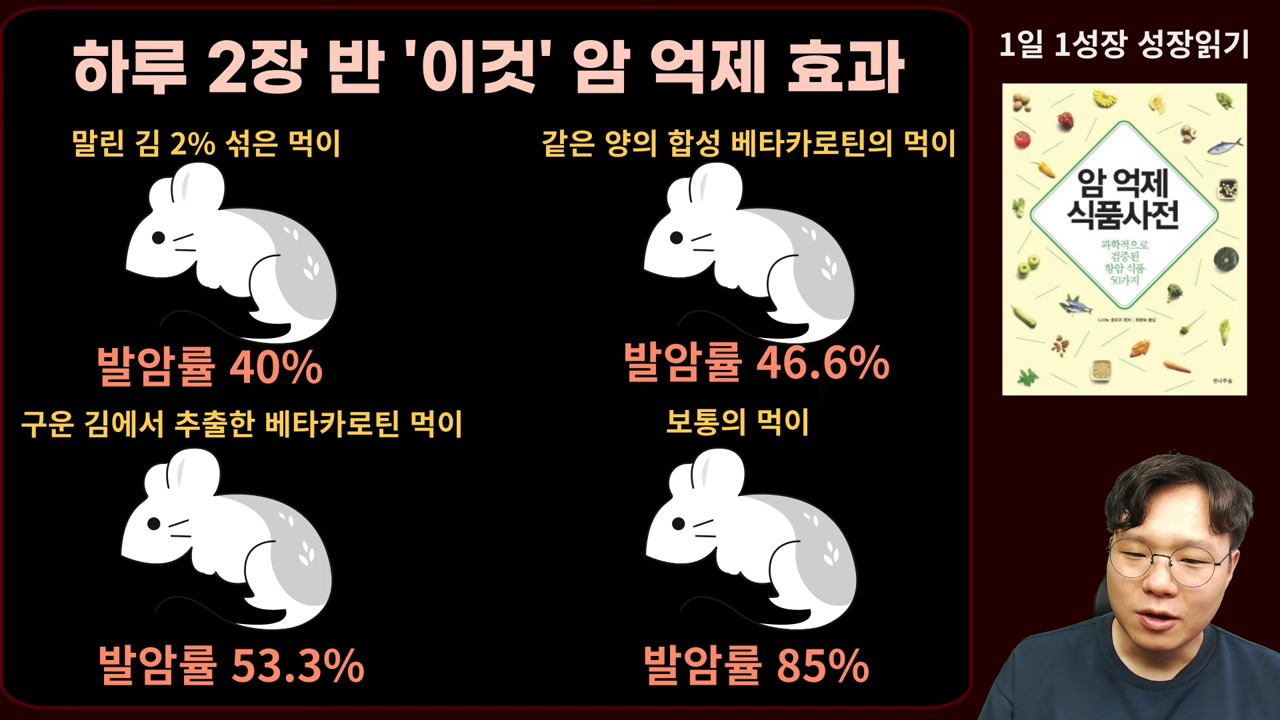 하루 2장 반 '이것' 암 억제 효과
말린 김 2% 섞은 먹이
같은 양의 합성 베타카로틴의 먹이
발암률 40%
발암률 46.6%
구운 김에서 추출한 베타카로틴 먹이
보통의 먹이
발암률 53.3%
발암률 85%
1일 1성장 성장읽기
암 억제
식품사전
과학적으로
검증된
항암 식품
50가지
전나무숲